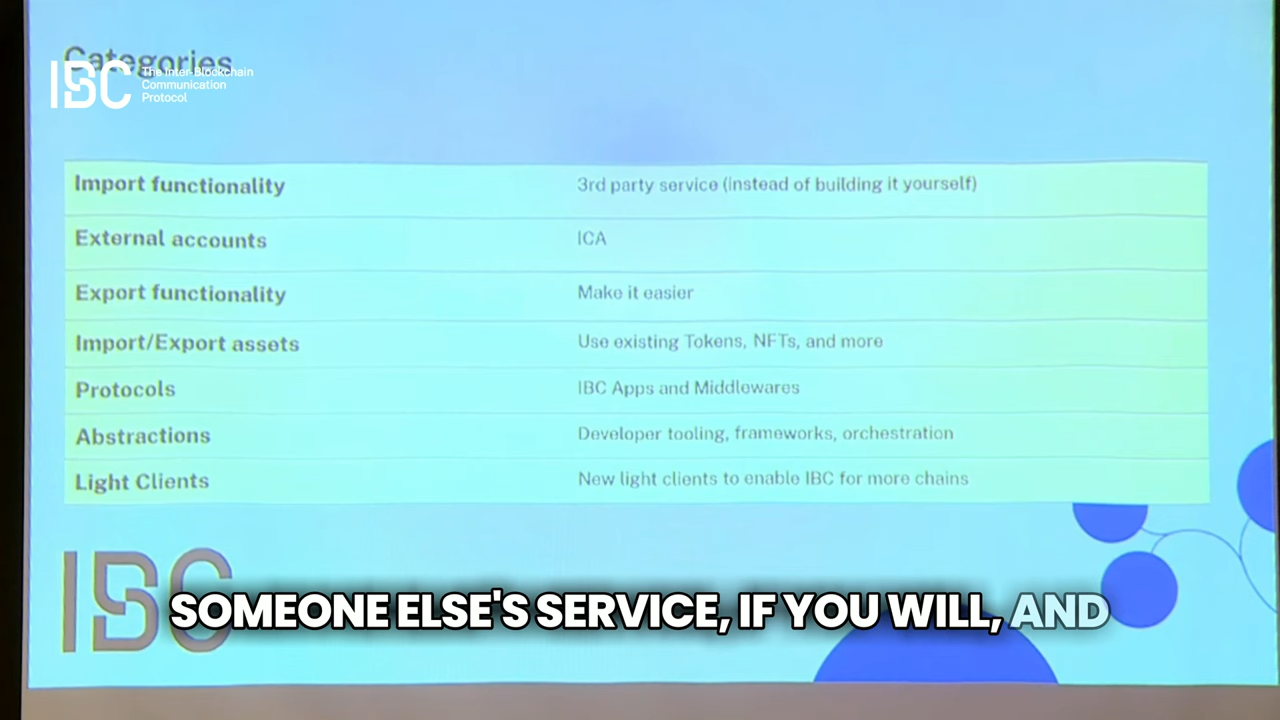 Categories
IBC The Inter-Blockchain
Communication
Protocol
Import functionality 3rd party service (instead of building it yourself)
External accounts ICA
Export functionality Make it easier
Import/Export assets Use existing Tokens, NFTs, and more
Protocols IBC Apps and Middlewares
Abstractions Developer tooling, frameworks, orchestration
Light Clients New light clients to enable IBC for more chains
IBC
SOMEONE ELSE'S SERVICE, IF YOU WILL, AND